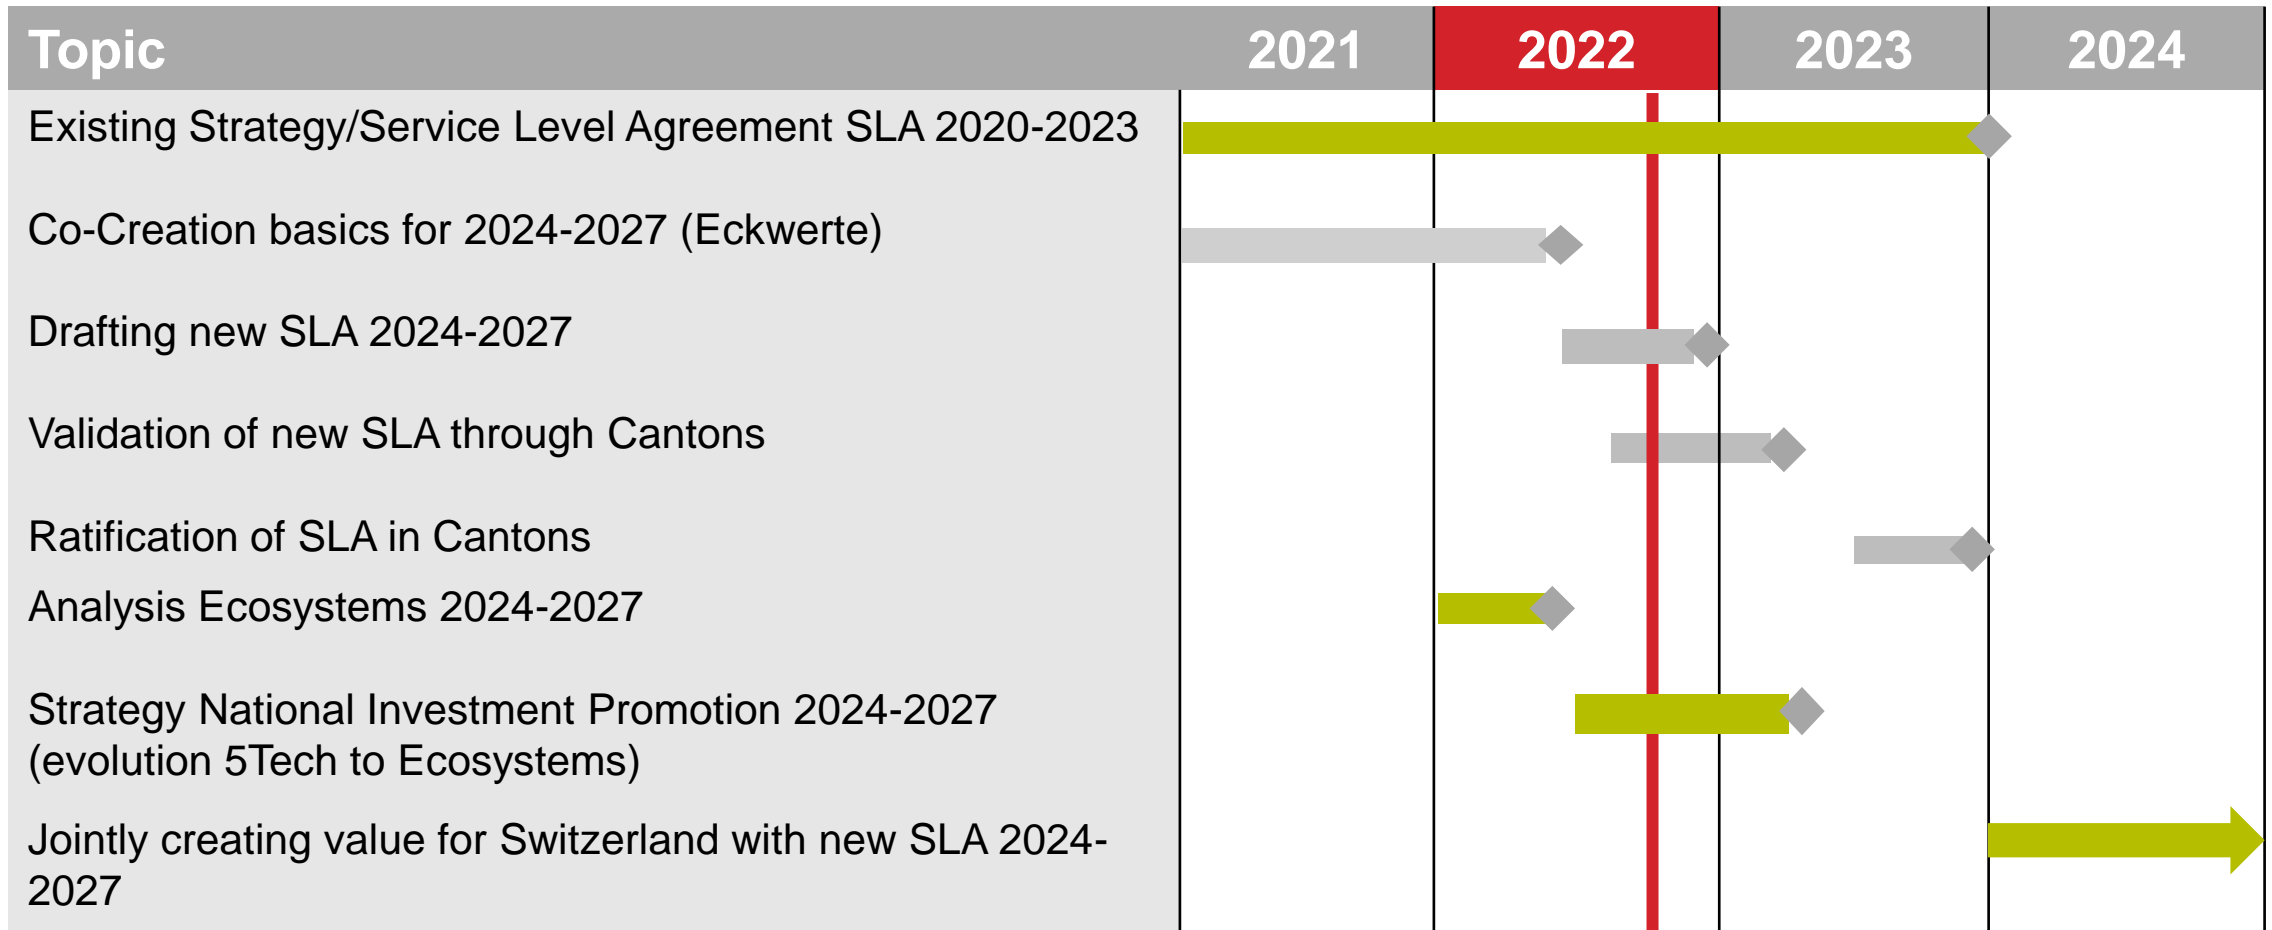 Topic 2021 2022 2023 2024
Existing Strategy/Service Level Agreement SLA 2020-2023
Co-Creation basics for 2024-2027 (Eckwerte)
Drafting new SLA 2024-2027
Validation of new SLA through Cantons
Ratification of SLA in Cantons
Analysis Ecosystems 2024-2027
Strategy National Investment Promotion 2024-2027
(evolution 5Tech to Ecosystems)
Jointly creating value for Switzerland with new SLA 2024-
2027